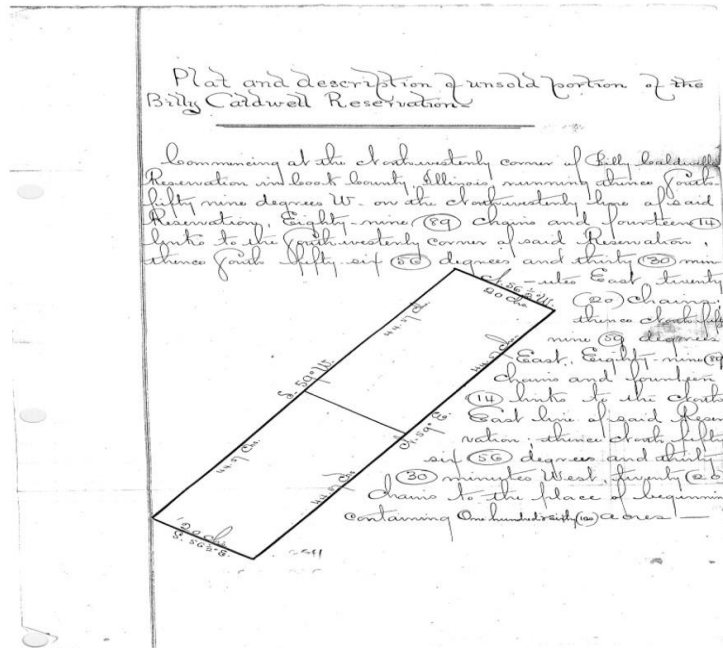 Plat and description of unsold portion of the
Billy Caldwell Reservation
Commencing at the Northwesterly corner of Billy Caldwells
Reservation in Cook County Illinois, running thence South
fifty nine degrees W. on the Northwesterly line of said
Reservation, Eighty-nine (89) chains and fourteen (14)
links to the Southwesterly corner of said Reservation,
thence South fifty six (56) degrees and thirty (30) min
-utes East twenty
(20) chains,
thence North fifty
nine 59 degrees
East, Eighty-nine (89
chains and fourteen
(14) links to the North
East line of said Reser
vation, thence North fifty
six (56) degrees and thirty
(30) minutes West, twenty (20
chains to the place of beginnin
containing One hundred sixty (160) acres —
N. 56½° W.
20 Chs.
44.57 Chs.
44.57 Chs.
S. 59° W.
N. 59° E.
44.57 Chs.
44.57 Chs
20 Chs
S. 56½° E.